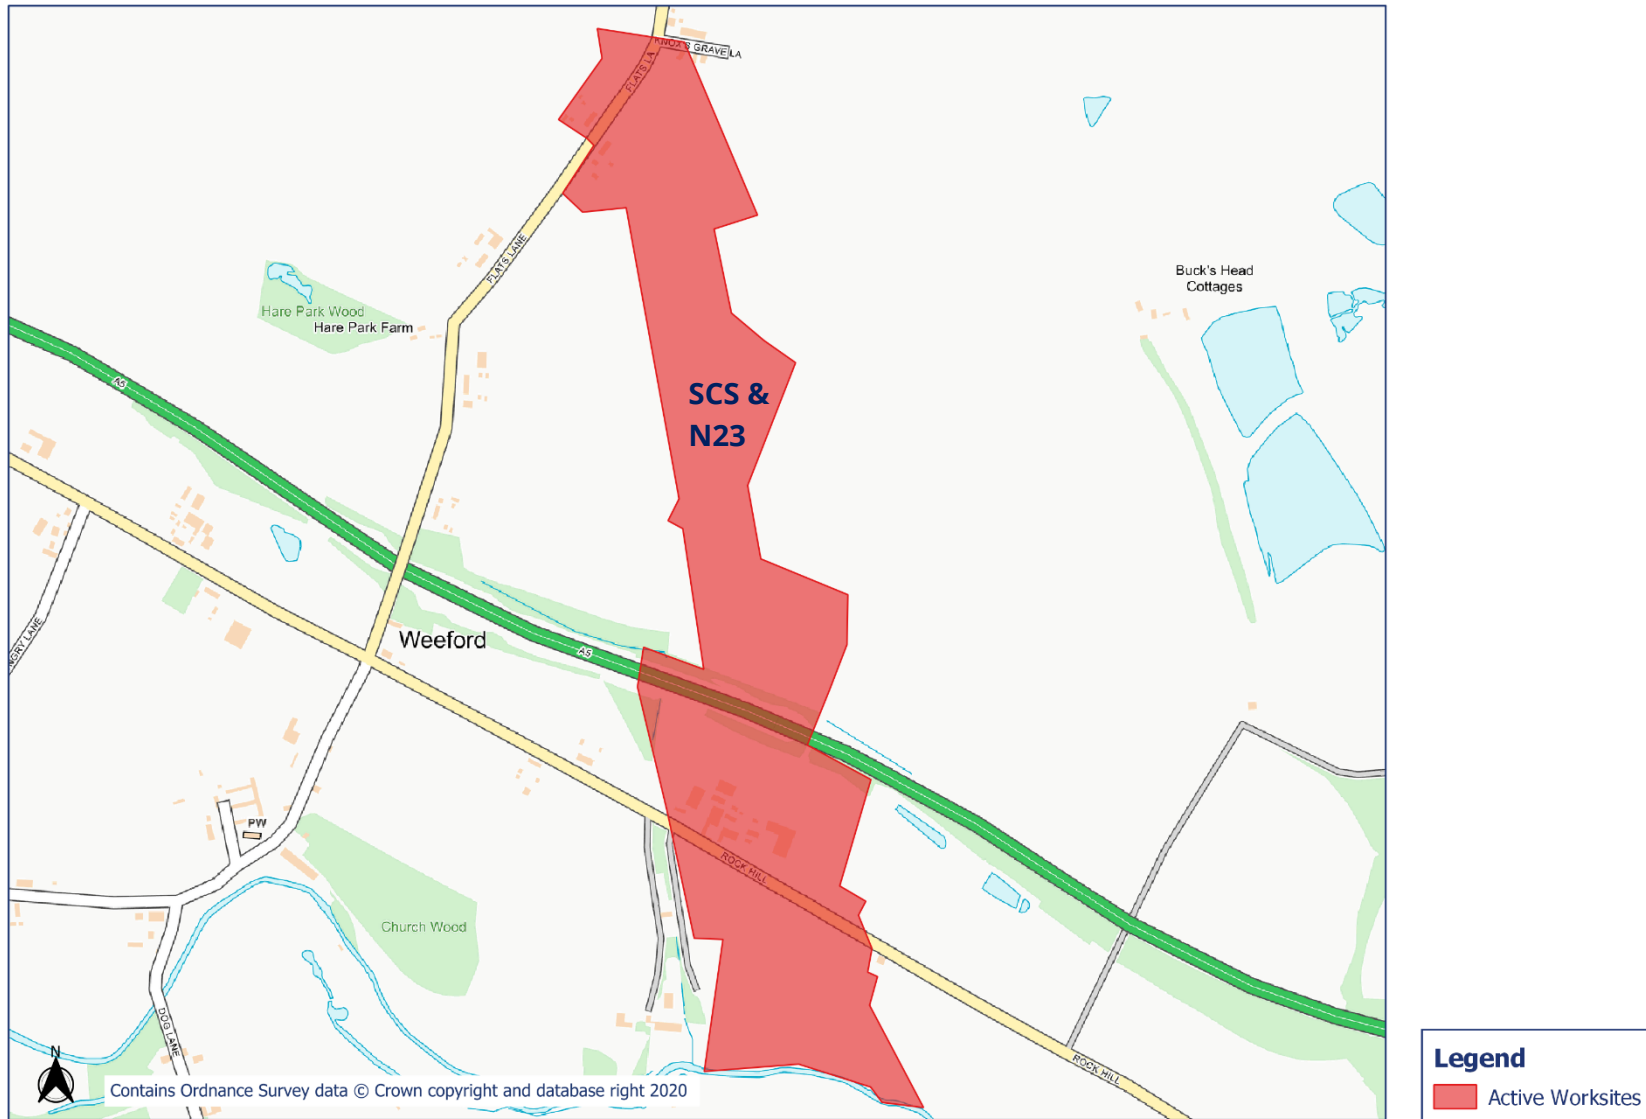 KNOX'S GRAVE LA
FLATS LA
FLATS LANE
Buck's Head
Cottages
Hare Park Wood
Hare Park Farm
A5
SCS &
N23
Weeford
A5
NGRY LANE
PW
ROCK HILL
Church Wood
DOG LANE
ROCK HILL
N
Contains Ordnance Survey data © Crown copyright and database right 2020
Legend
Active Worksites